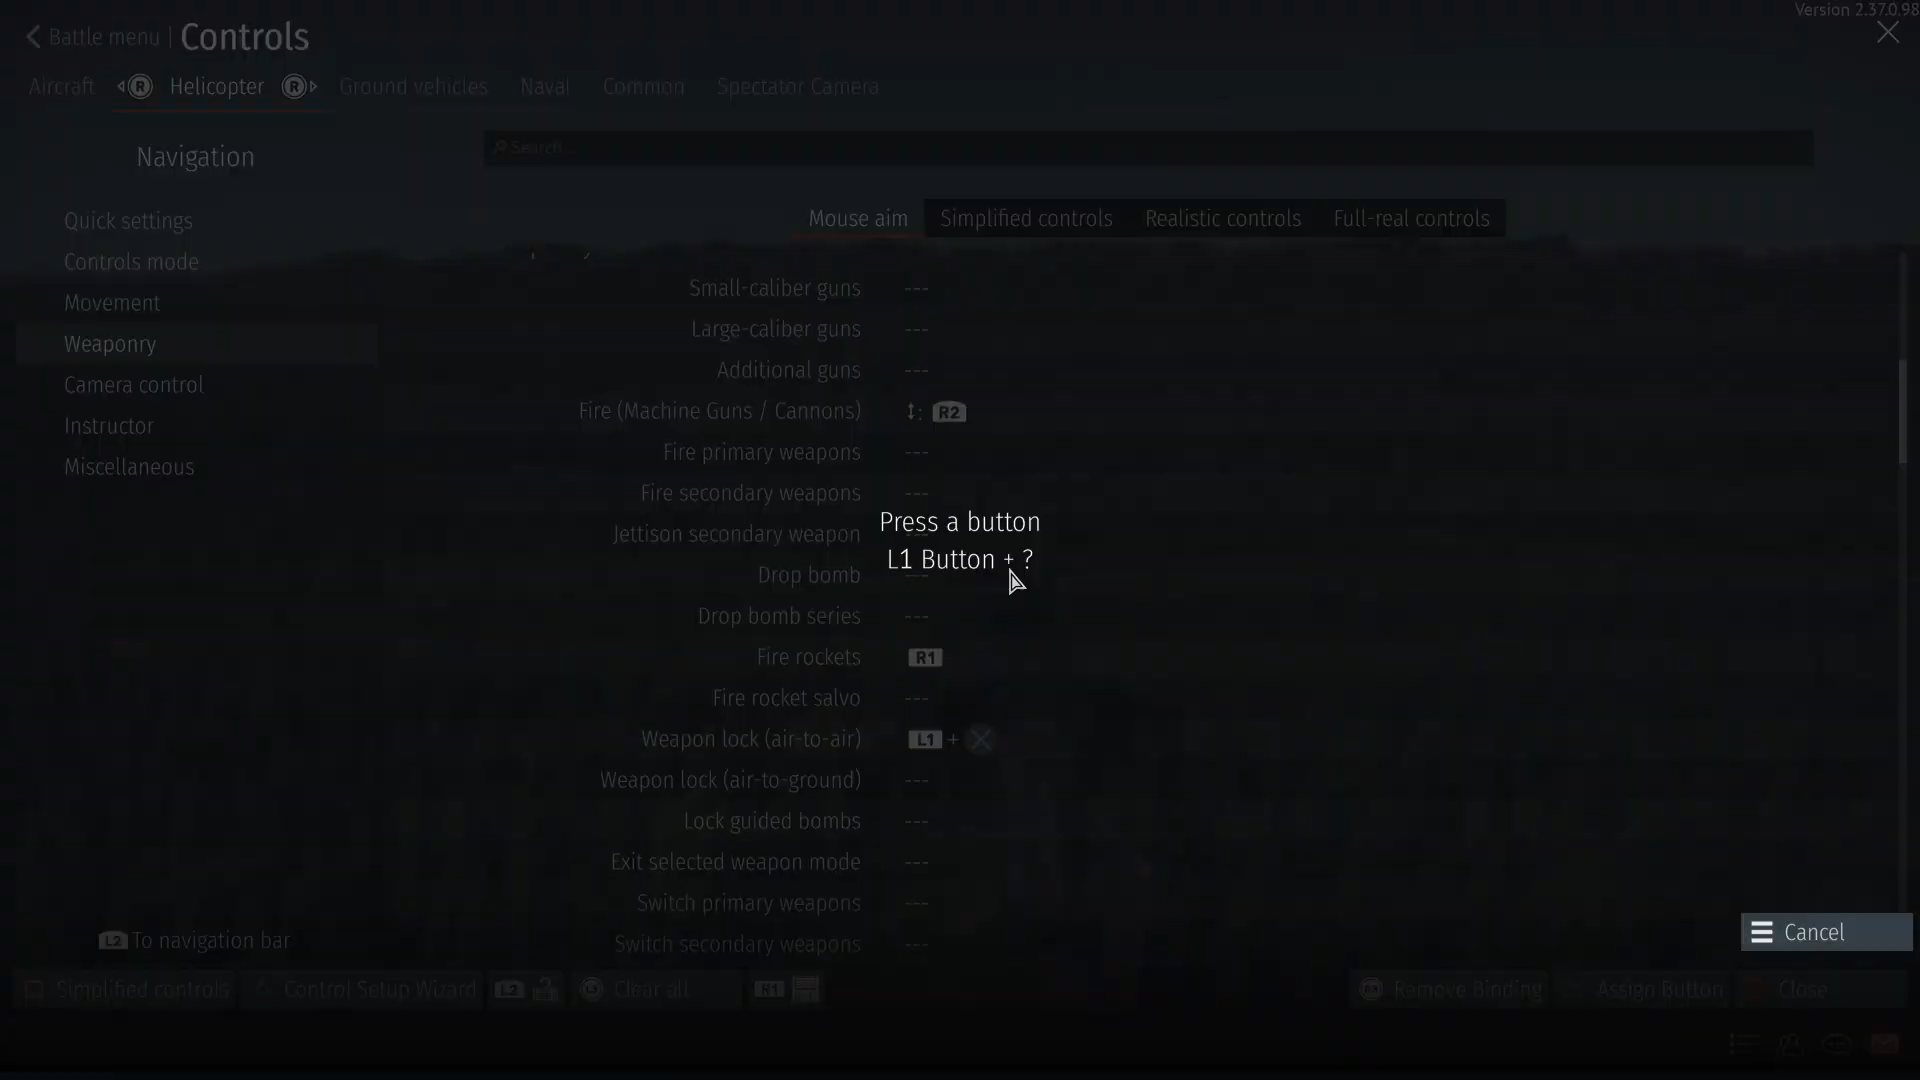 Version 2.37.0.98
Battle menu | Controls
Aircraft R Helicopter R Ground vehicles Naval Common Spectator Camera
Navigation
Search...
Quick settings
Controls mode
Movement
Weaponry
Camera control
Instructor
Miscellaneous
Mouse aim Simplified controls Realistic controls Full-real controls
Small-caliber guns ---
Large-caliber guns ---
Additional guns ---
Fire (Machine Guns / Cannons) : R2
Fire primary weapons ---
Fire secondary weapons ---
Jettison secondary weapon ---
Drop bomb ---
Drop bomb series ---
Fire rockets R1
Fire rocket salvo ---
Weapon lock (air-to-air) L1 +
Weapon lock (air-to-ground) ---
Lock guided bombs ---
Exit selected weapon mode ---
Switch primary weapons ---
Switch secondary weapons ---
Press a button
L1 Button + ?
Cancel
L2 To navigation bar
Simplified controls Control Setup Wizard L2 Clear all... R1 Remove Binding Assign Button Close